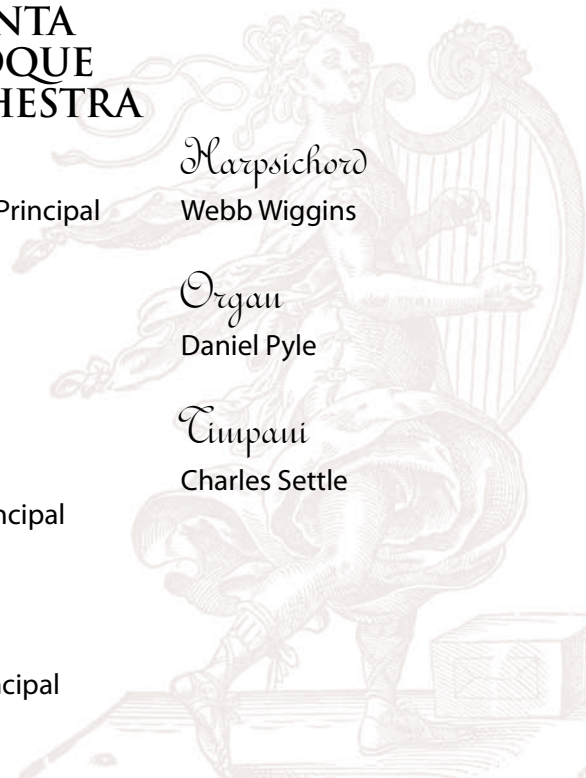 NTA
OQUE
HESTRA
Principal
ncipal
ncipal
Harpsichord
Webb Wiggins
Organ
Daniel Pyle
Timpani
Charles Settle